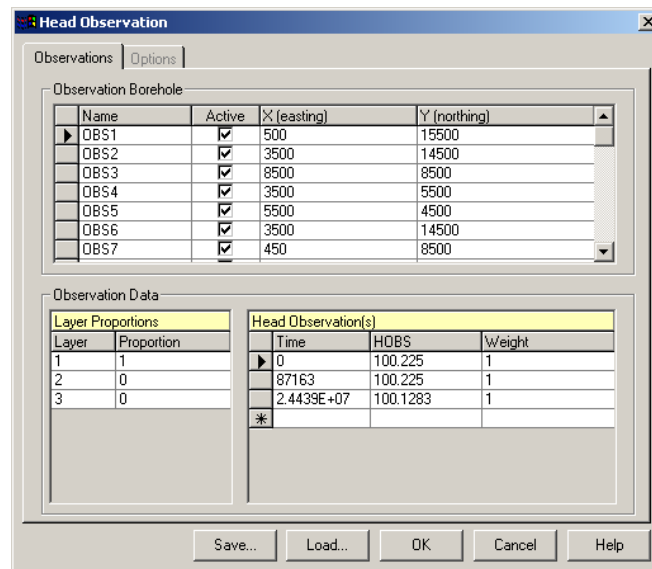 Head Observation
Observations Options
Observation Borehole
Name Active X (easting) Y (northing)
OBS1 500 15500
OBS2 3500 14500
OBS3 8500 8500
OBS4 3500 5500
OBS5 5500 4500
OBS6 3500 14500
OBS7 450 8500
Observation Data
Layer Proportions
Layer Proportion
1 1
2 0
3 0
Head Observation(s)
Time HOBS Weight
0 100.225 1
87163 100.225 1
2.4439E+07 100.1283 1
Save... Load... OK Cancel Help